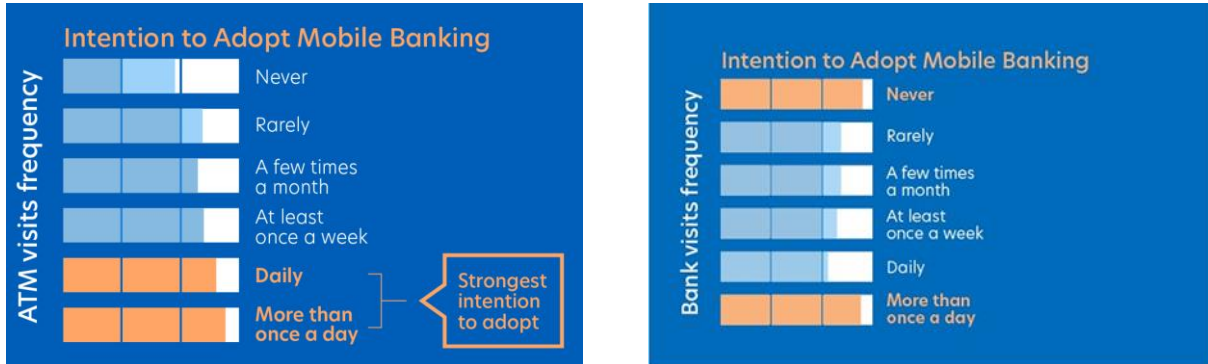 Intention to Adopt Mobile Banking
ATM visits frequency
Never
Rarely
A few times
a month
At least
once a week
Daily
More than
once a day
Strongest
intention
to adopt
Intention to Adopt Mobile Banking
Bank visits frequency
Never
Rarely
A few times
a month
At least
once a week
Daily
More than
once a day